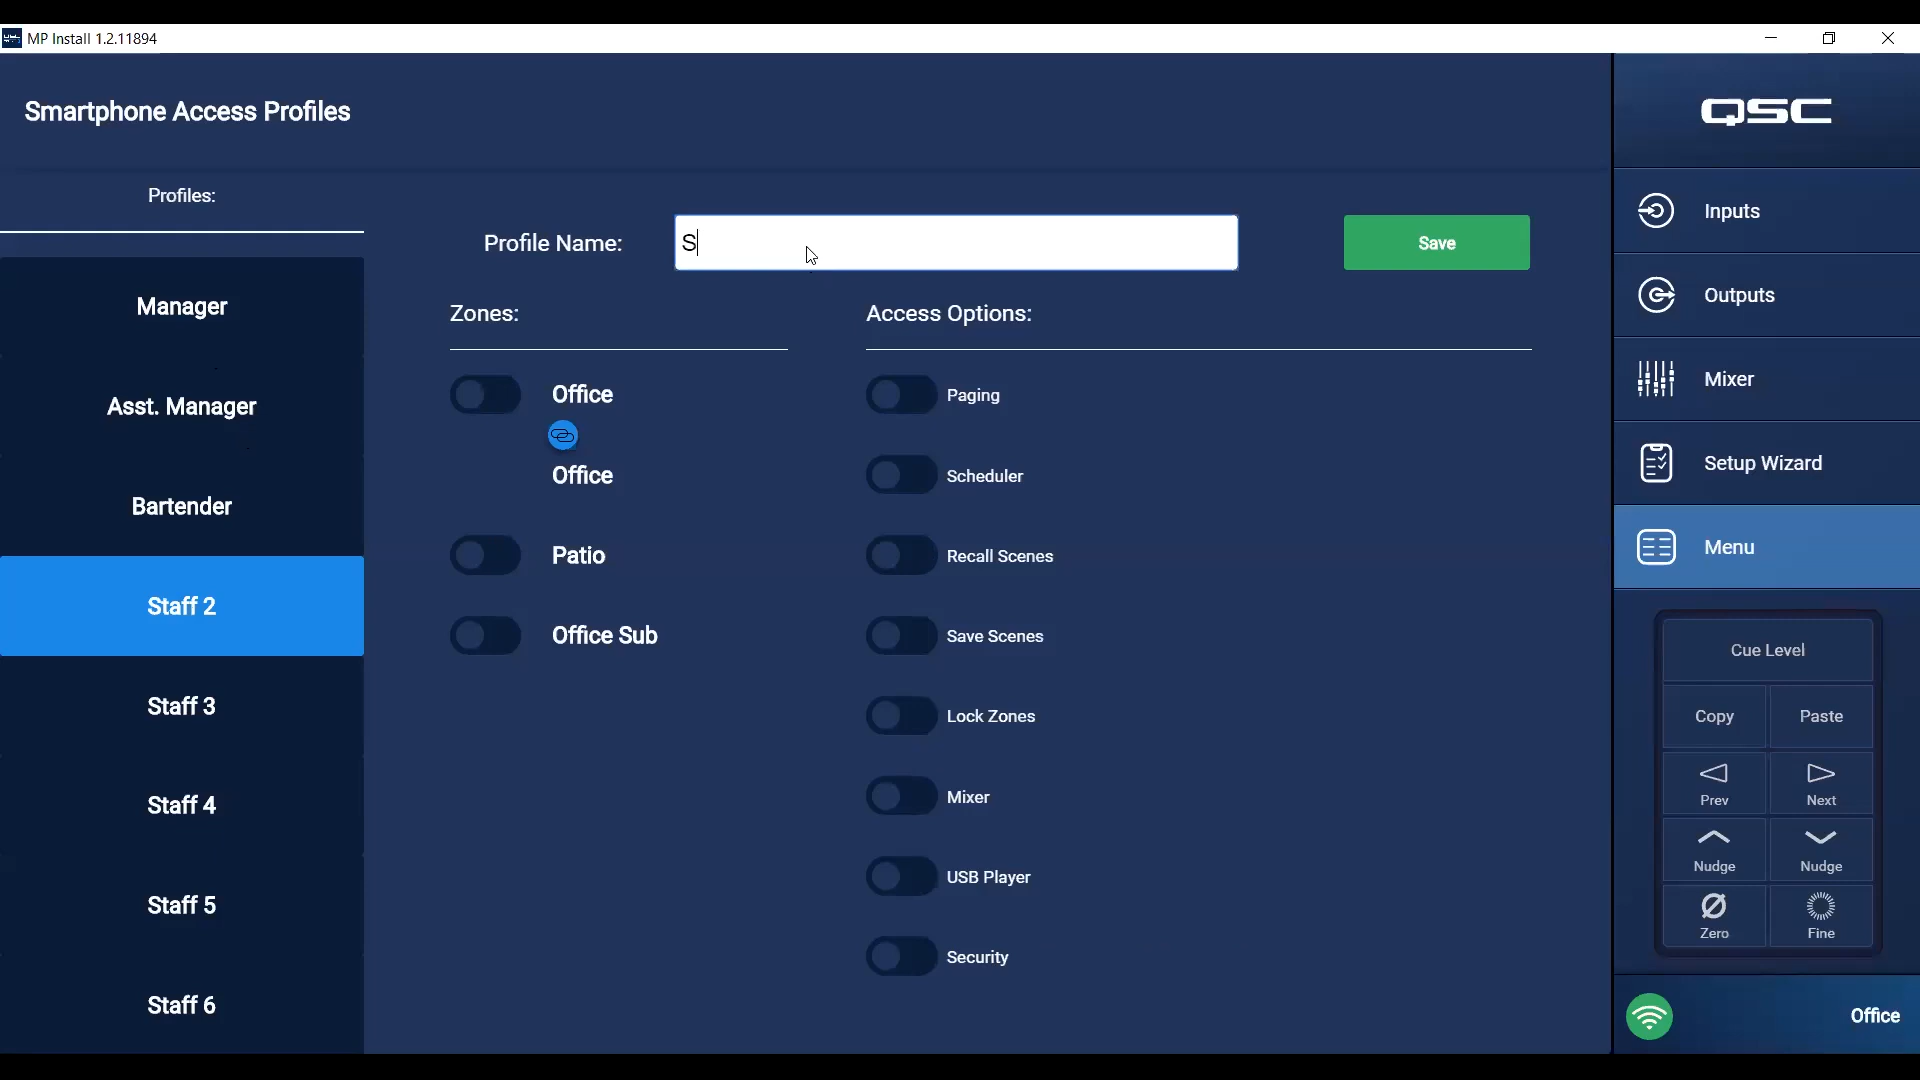 MP Install 1.2.11894
Smartphone Access Profiles
QSC
Profiles:
Profile Name:
S
Save
Inputs
Zones:
Access Options:
Manager
Outputs
Office
Paging
Mixer
Asst. Manager
Office
Scheduler
Setup Wizard
Bartender
Patio
Recall Scenes
Menu
Staff 2
Office Sub
Save Scenes
Cue Level
Staff 3
Lock Zones
Copy
Paste
Staff 4
Mixer
Prev
Next
USB Player
Nudge
Nudge
Staff 5
Zero
Fine
Security
Staff 6
Office